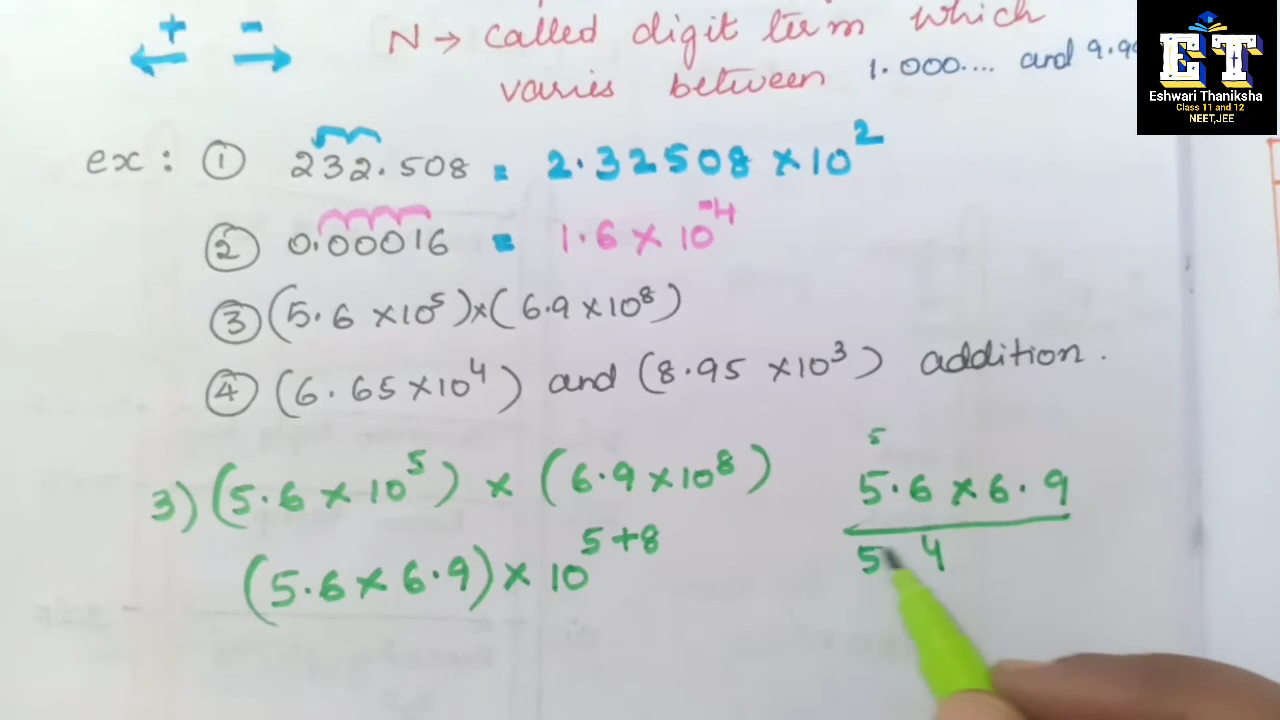 + -
N → called digit term which
varies between 1.000.... and 9.9
ex: ① 232.508 = 2.32508 × 10²
② 0.00016 = 1.6 × 10⁻⁴
③ (5.6 ×10⁵)×(6.9 ×10⁸)
④ (6.65 ×10⁴) and (8.95 ×10³) addition.
3) (5.6 × 10⁵) × (6.9 × 10⁸)
(5.6 × 6.9) × 10⁵⁺⁸
5
5.6 × 6.9
5 4
ET
Eshwari Thaniksha
Class 11 and 12
NEET,JEE